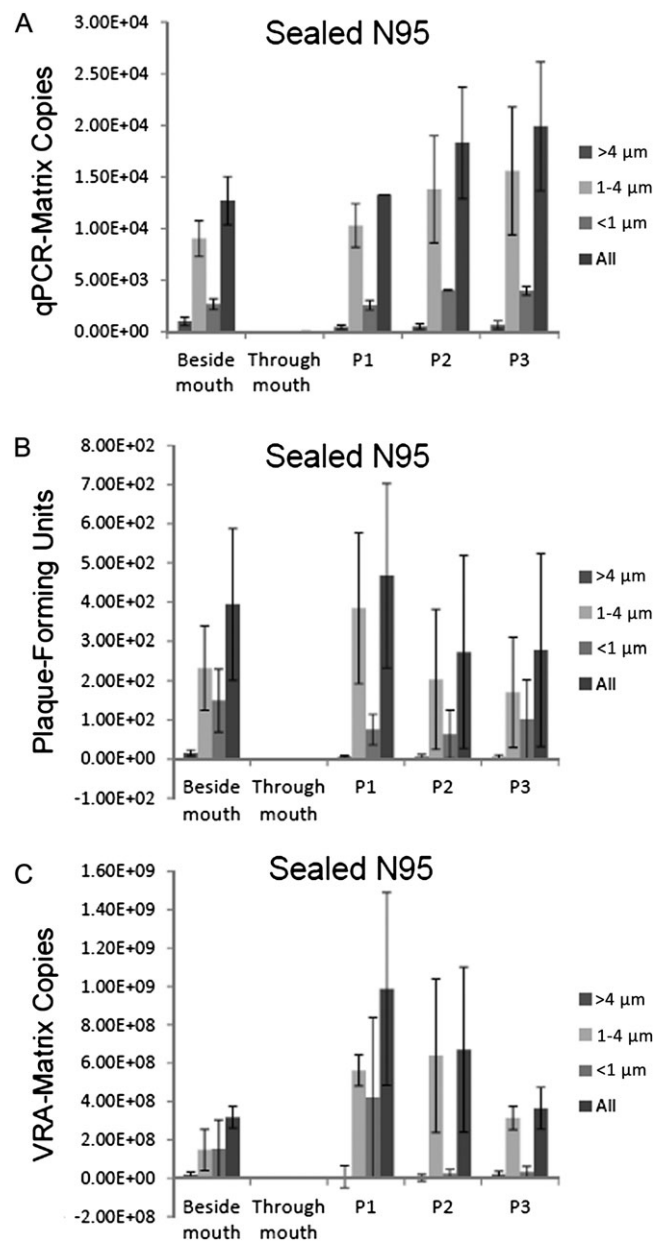 A
Sealed N95
qPCR-Matrix Copies
3.00E+04
2.50E+04
2.00E+04
1.50E+04
1.00E+04
5.00E+03
0.00E+00
>4 µm
1-4 µm
<1 µm
All
Beside mouth
Through mouth
P1
P2
P3
B
Sealed N95
Plaque-Forming Units
8.00E+02
7.00E+02
6.00E+02
5.00E+02
4.00E+02
3.00E+02
2.00E+02
1.00E+02
0.00E+00
-1.00E+02
>4 µm
1-4 µm
<1 µm
All
Beside mouth
Through mouth
P1
P2
P3
C
Sealed N95
VRA-Matrix Copies
1.60E+09
1.40E+09
1.20E+09
1.00E+09
8.00E+08
6.00E+08
4.00E+08
2.00E+08
0.00E+00
-2.00E+08
>4 µm
1-4 µm
<1 µm
All
Beside mouth
Through mouth
P1
P2
P3